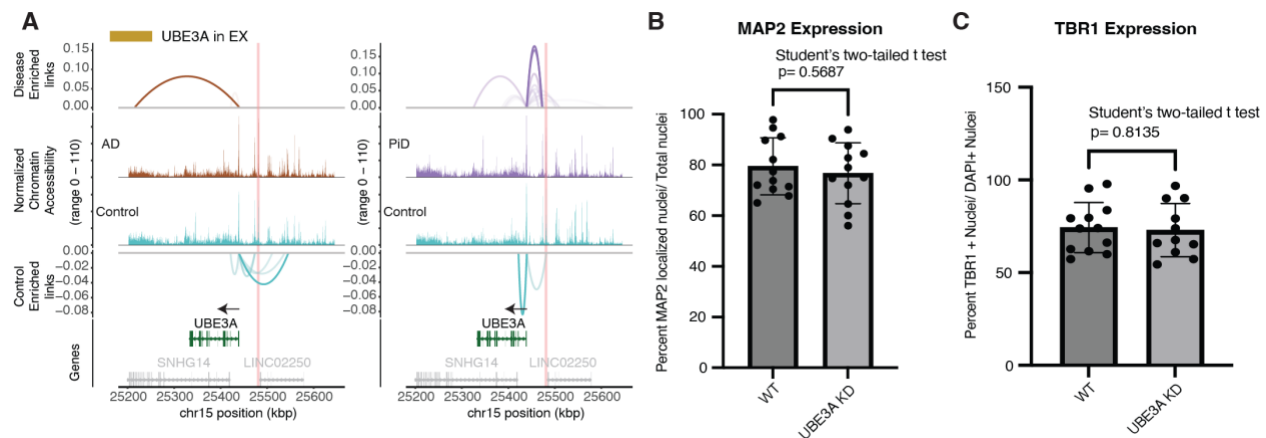 A
UBE3A in EX
Disease
Enriched
links
0.15
0.10
0.05
0.00
0.15
0.10
0.05
0.00
Normalized
Chromatin
Accessibility
(range 0 – 110)
AD
Control
(range 0 – 110)
PiD
Control
Control
Enriched
links
0.00
−0.02
−0.04
−0.06
−0.08
0.00
−0.02
−0.04
−0.06
−0.08
Genes
UBE3A
SNHG14
LINC02250
UBE3A
SNHG14
LINC02250
25200 25300 25400 25500 25600
chr15 position (kbp)
25200 25300 25400 25500 25600
chr15 position (kbp)
B
MAP2 Expression
Student's two-tailed t test
p= 0.5687
Percent MAP2 localized nuclei/ Total nuclei
100
80
60
40
20
0
WT
UBE3A KD
C
TBR1 Expression
Student's two-tailed t test
p= 0.8135
Percent TBR1 + Nuclei/ DAPI+ Nulcei
150
100
50
0
WT
UBE3A KD